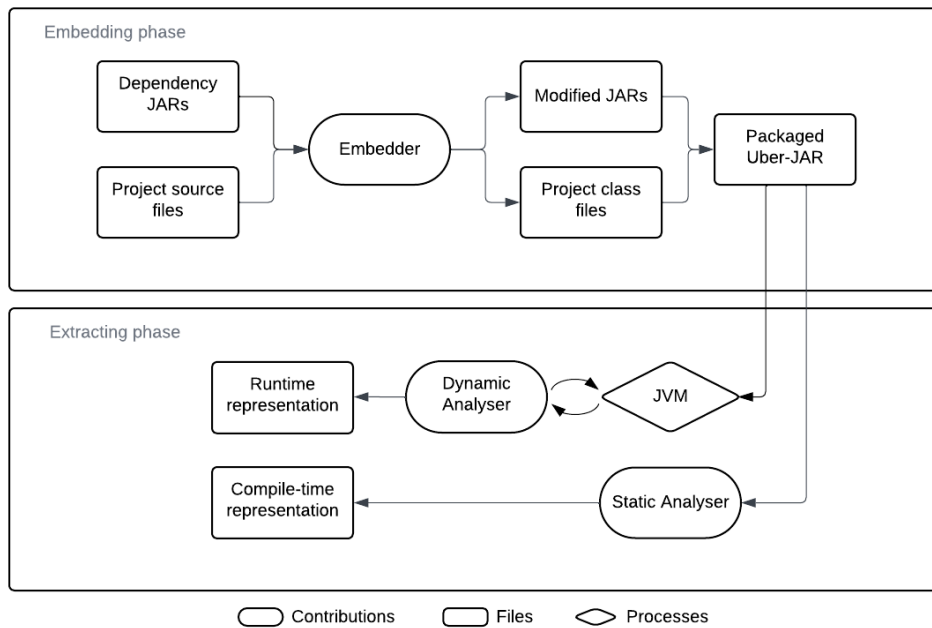 Embedding phase
Dependency
JARs
Project source
files
Embedder
Modified JARs
Project class
files
Packaged
Uber-JAR
Extracting phase
Runtime
representation
Dynamic
Analyser
JVM
Compile-time
representation
Static Analyser
Contributions
Files
Processes